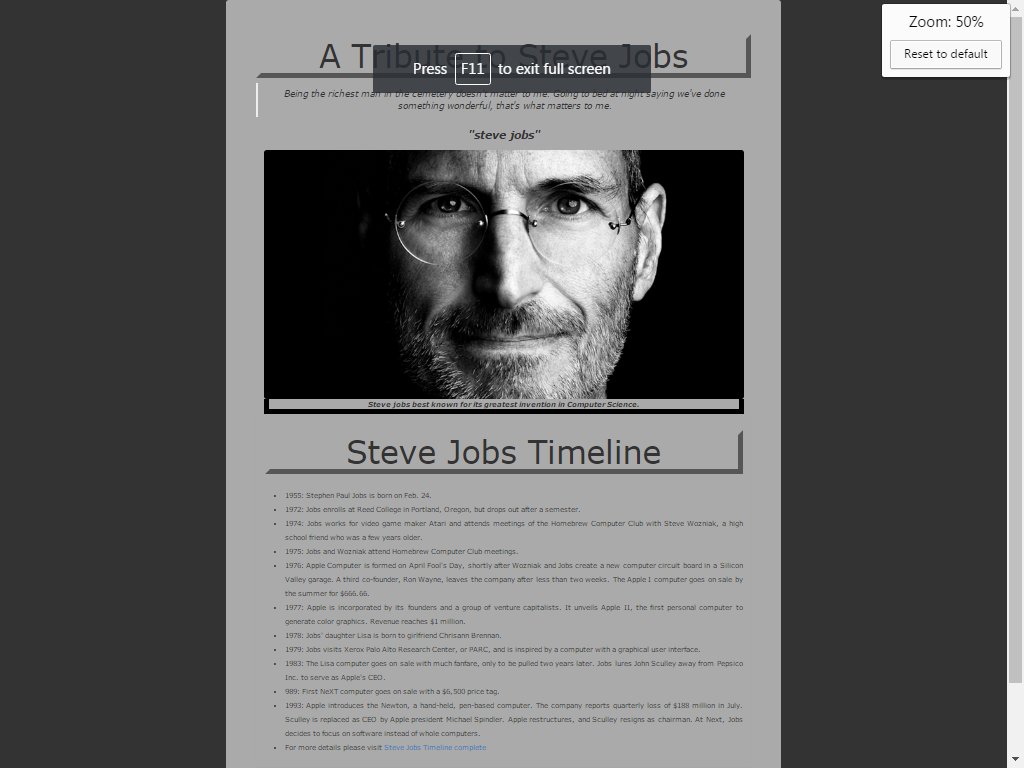 Zoom: 50%
Reset to default
A Tribute to Steve Jobs
Press F11 to exit full screen
Being the richest man in the cemetery doesn't matter to me. Going to bed at night saying we've done
something wonderful, that's what matters to me.
"steve jobs"
Steve jobs best known for its greatest invention in Computer Science.
Steve Jobs Timeline
• 1955: Stephen Paul Jobs is born on Feb. 24.
• 1972: Jobs enrolls at Reed College in Portland, Oregon, but drops out after a semester.
• 1974: Jobs works for video game maker Atari and attends meetings of the Homebrew Computer Club with Steve Wozniak, a high
school friend who was a few years older.
• 1975: Jobs and Wozniak attend Homebrew Computer Club meetings.
• 1976: Apple Computer is formed on April Fool's Day, shortly after Wozniak and Jobs create a new computer circuit board in a Silicon
Valley garage. A third co-founder, Ron Wayne, leaves the company after less than two weeks. The Apple I computer goes on sale by
the summer for $666.66.
• 1977: Apple is incorporated by its founders and a group of venture capitalists. It unveils Apple II, the first personal computer to
generate color graphics. Revenue reaches $1 million.
• 1978: Jobs' daughter Lisa is born to girlfriend Chrisann Brennan.
• 1979: Jobs visits Xerox Palo Alto Research Center, or PARC, and is inspired by a computer with a graphical user interface.
• 1983: The Lisa computer goes on sale with much fanfare, only to be pulled two years later. Jobs lures John Sculley away from Pepsico
Inc. to serve as Apple's CEO.
• 989: First NeXT computer goes on sale with a $6,500 price tag.
• 1993: Apple introduces the Newton, a hand-held, pen-based computer. The company reports quarterly loss of $188 million in July.
Sculley is replaced as CEO by Apple president Michael Spindler. Apple restructures, and Sculley resigns as chairman. At Next, Jobs
decides to focus on software instead of whole computers.
• For more details please visit Steve Jobs Timeline complete